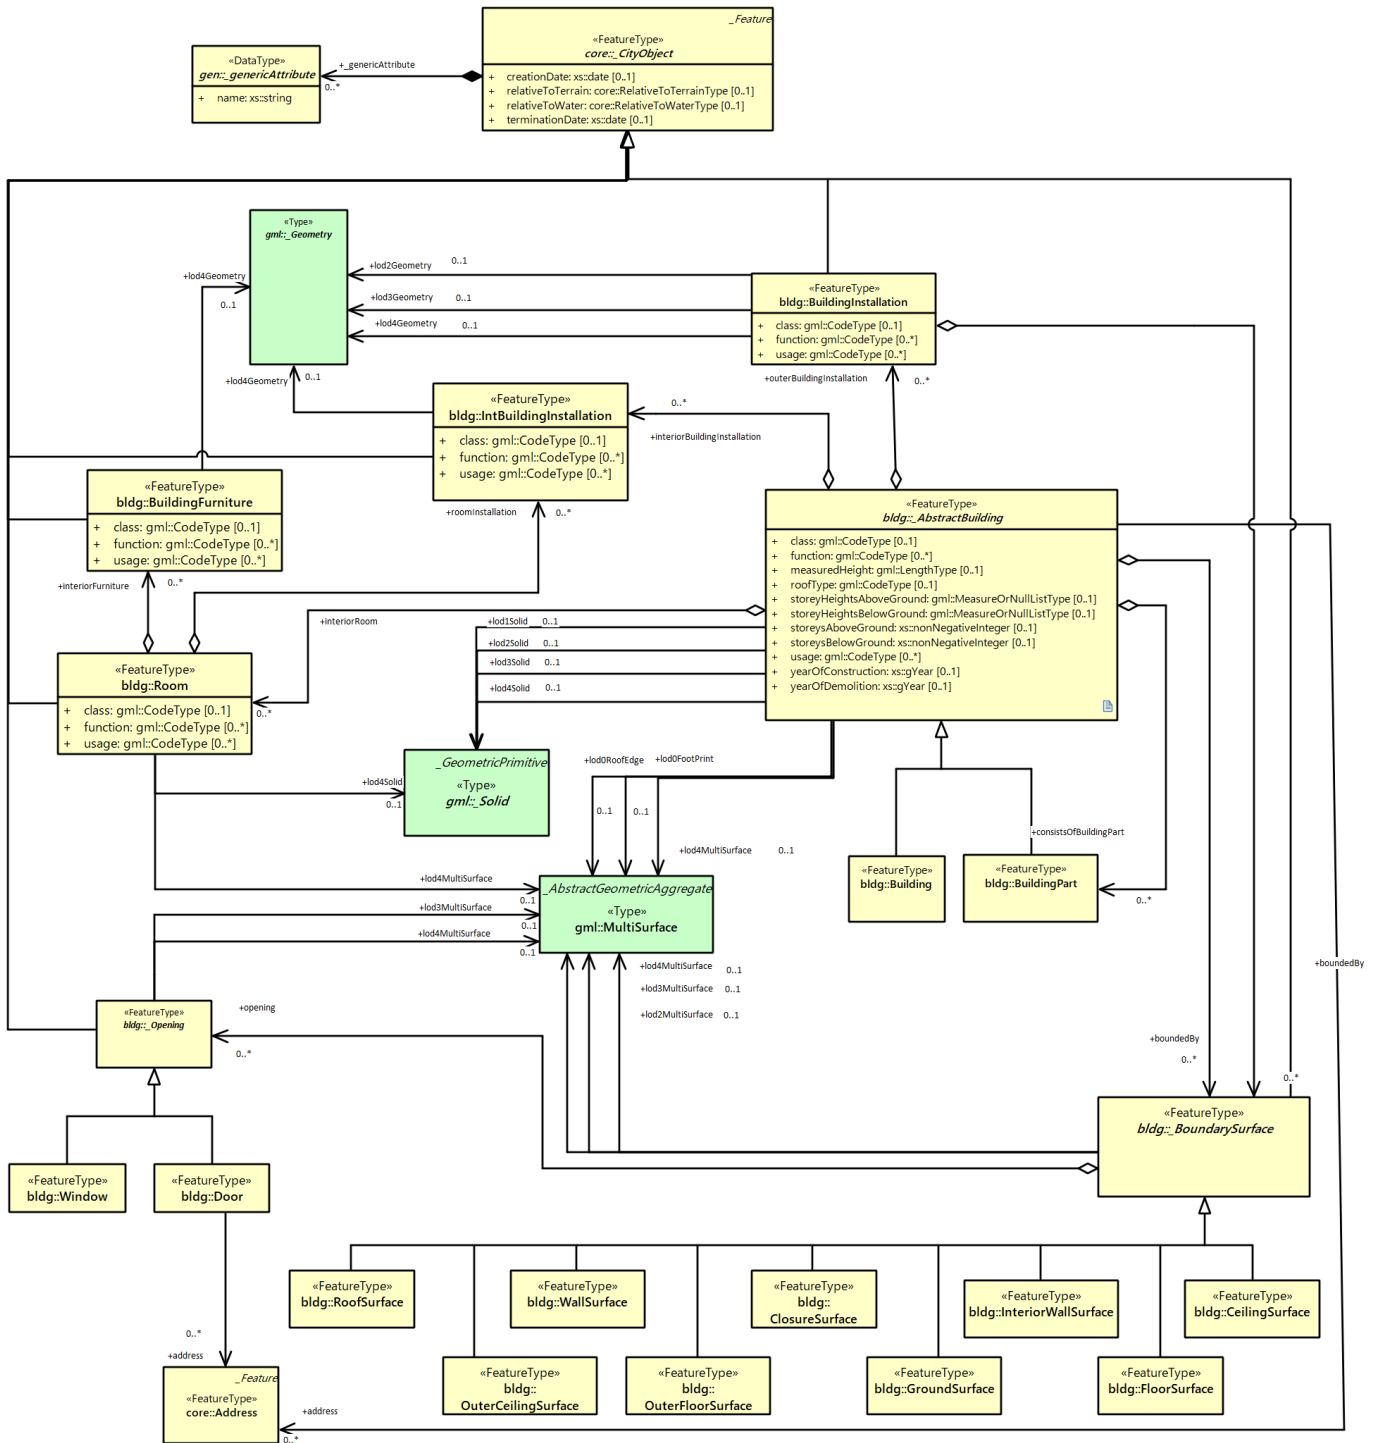 _Feature
«FeatureType»
core::_CityObject
+ creationDate: xs::date [0..1]
+ relativeToTerrain: core::RelativeToTerrainType [0..1]
+ relativeToWater: core::RelativeToWaterType [0..1]
+ terminationDate: xs::date [0..1]
«DataType»
gen::_genericAttribute
+ name: xs::string
+_genericAttribute
0..*
«Type»
gml::_Geometry
+lod4Geometry
0..1
+lod2Geometry 0..1
+lod3Geometry 0..1
+lod4Geometry 0..1
«FeatureType»
bldg::BuildingInstallation
+ class: gml::CodeType [0..1]
+ function: gml::CodeType [0..*]
+ usage: gml::CodeType [0..*]
+outerBuildingInstallation 0..*
+lod4Geometry 0..1
«FeatureType»
bldg::IntBuildingInstallation
+ class: gml::CodeType [0..1]
+ function: gml::CodeType [0..*]
+ usage: gml::CodeType [0..*]
0..*
+interiorBuildingInstallation
+roomInstallation 0..*
«FeatureType»
bldg::BuildingFurniture
+ class: gml::CodeType [0..1]
+ function: gml::CodeType [0..*]
+ usage: gml::CodeType [0..*]
+interiorFurniture 0..*
«FeatureType»
bldg::_AbstractBuilding
+ class: gml::CodeType [0..1]
+ function: gml::CodeType [0..*]
+ measuredHeight: gml::LengthType [0..1]
+ roofType: gml::CodeType [0..1]
+ storeyHeightsAboveGround: gml::MeasureOrNullListType [0..1]
+ storeyHeightsBelowGround: gml::MeasureOrNullListType [0..1]
+ storeysAboveGround: xs::nonNegativeInteger [0..1]
+ storeysBelowGround: xs::nonNegativeInteger [0..1]
+ usage: gml::CodeType [0..*]
+ yearOfConstruction: xs::gYear [0..1]
+ yearOfDemolition: xs::gYear [0..1]
+interiorRoom
0..*
+lod1Solid 0..1
+lod2Solid 0..1
+lod3Solid 0..1
+lod4Solid 0..1
«FeatureType»
bldg::Room
+ class: gml::CodeType [0..1]
+ function: gml::CodeType [0..*]
+ usage: gml::CodeType [0..*]
+lod4Solid
0..1
_GeometricPrimitive
«Type»
gml::_Solid
+lod0RoofEdge
+lod0FootPrint
0..1
0..1
+lod4MultiSurface 0..1
+consistsOfBuildingPart
«FeatureType»
bldg::Building
«FeatureType»
bldg::BuildingPart
0..*
+lod4MultiSurface
0..1
+lod3MultiSurface
0..1
+lod4MultiSurface
0..1
_AbstractGeometricAggregate
«Type»
gml::MultiSurface
+lod4MultiSurface 0..1
+lod3MultiSurface 0..1
+lod2MultiSurface 0..1
+boundedBy
«FeatureType»
bldg::_Opening
+opening
0..*
+boundedBy
0..*
0..*
«FeatureType»
bldg::_BoundarySurface
«FeatureType»
bldg::Window
«FeatureType»
bldg::Door
«FeatureType»
bldg::RoofSurface
«FeatureType»
bldg::WallSurface
«FeatureType»
bldg::
ClosureSurface
«FeatureType»
bldg::InteriorWallSurface
«FeatureType»
bldg::CeilingSurface
0..*
+address
«FeatureType»
bldg::
OuterCeilingSurface
«FeatureType»
bldg::
OuterFloorSurface
«FeatureType»
bldg::GroundSurface
«FeatureType»
bldg::FloorSurface
_Feature
«FeatureType»
core::Address
+address
0..*